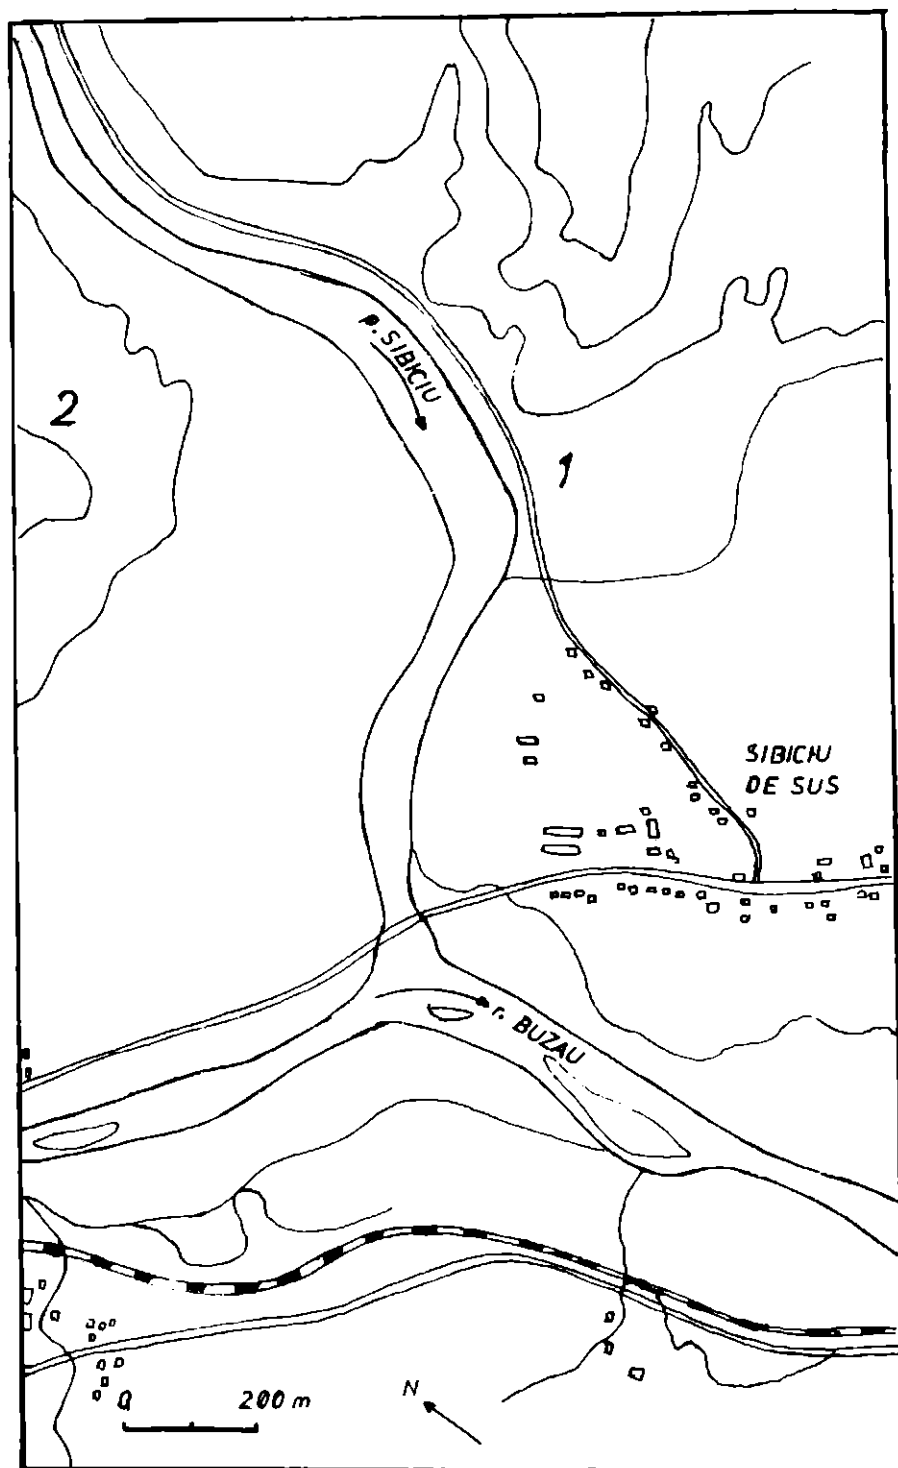 p. SIBICIU
2
1
SIBICIU
DE SUS
r. BUZAU
N
0 200 m